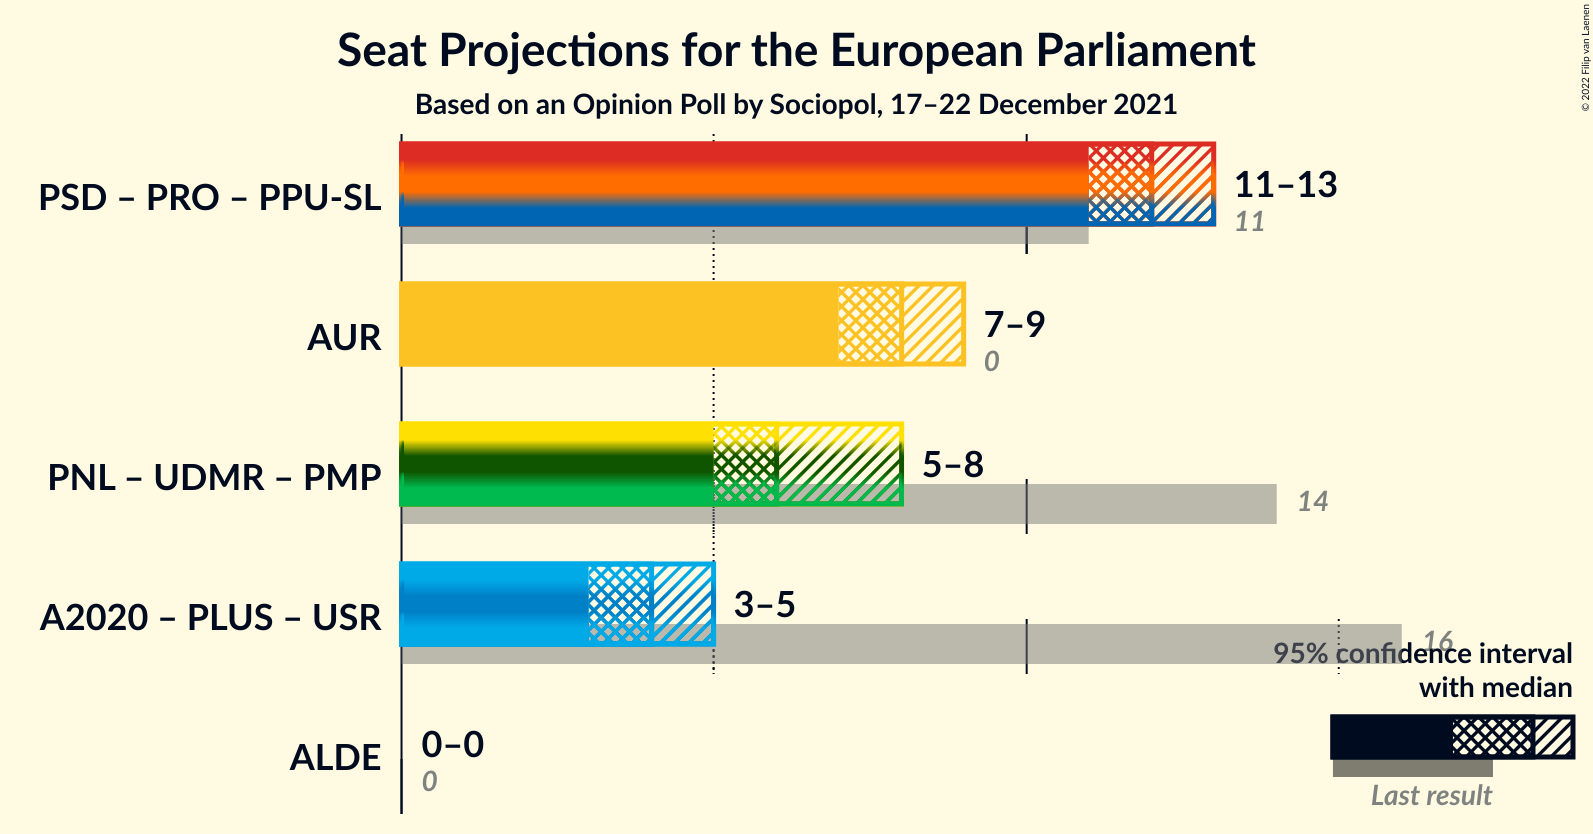 Seat Projections for the European Parliament
Based on an Opinion Poll by Sociopol, 17–22 December 2021
© 2022 Filip van Laenen
PSD – PRO – PPU-SL
11–13
11
AUR
7–9
0
PNL – UDMR – PMP
5–8
14
A2020 – PLUS – USR
3–5
16
ALDE
0–0
0
95% confidence interval
with median
Last result